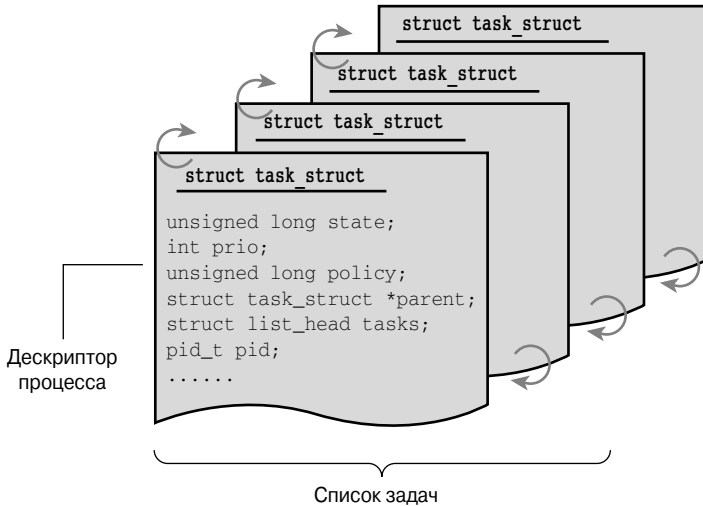 struct task_struct
struct task_struct
struct task_struct
struct task_struct
unsigned long state;
int prio;
unsigned long policy;
struct task_struct *parent;
struct list_head tasks;
pid_t pid;
......
Дескриптор
процесса
Список задач